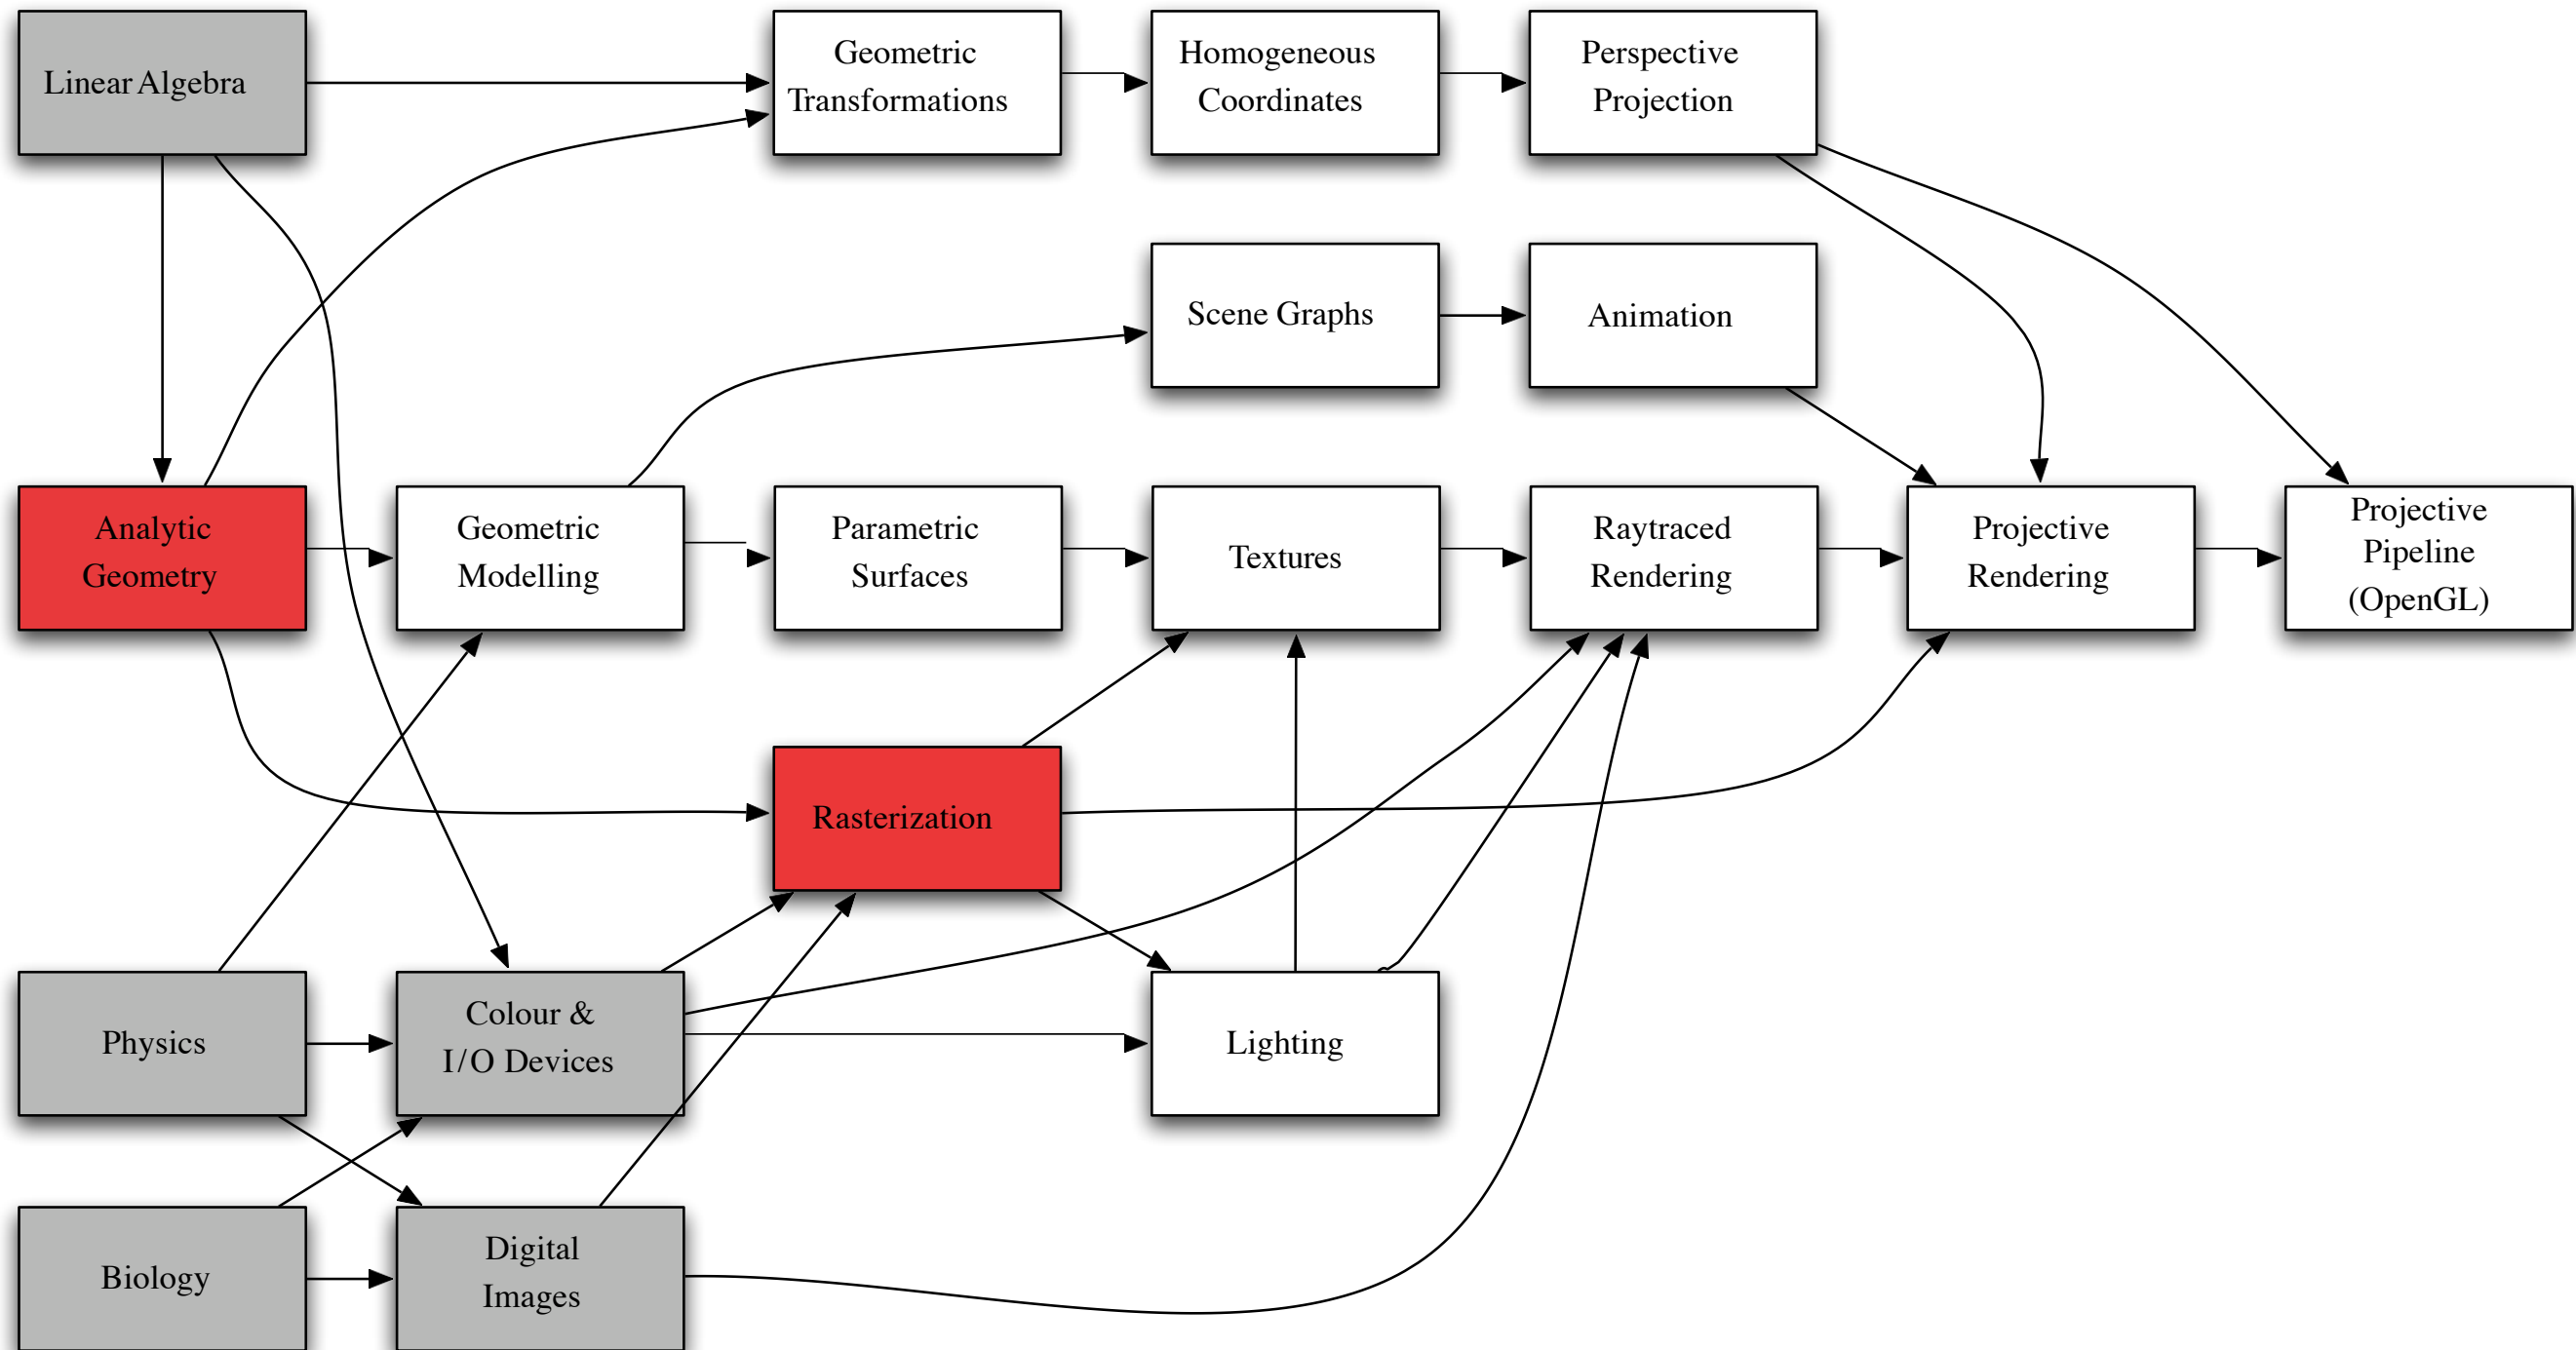 Linear Algebra
Geometric
Transformations
Homogeneous
Coordinates
Perspective
Projection
Scene Graphs
Animation
Analytic
Geometry
Geometric
Modelling
Parametric
Surfaces
Textures
Raytraced
Rendering
Projective
Rendering
Projective
Pipeline
(OpenGL)
Rasterization
Physics
Colour &
I/O Devices
Lighting
Biology
Digital
Images